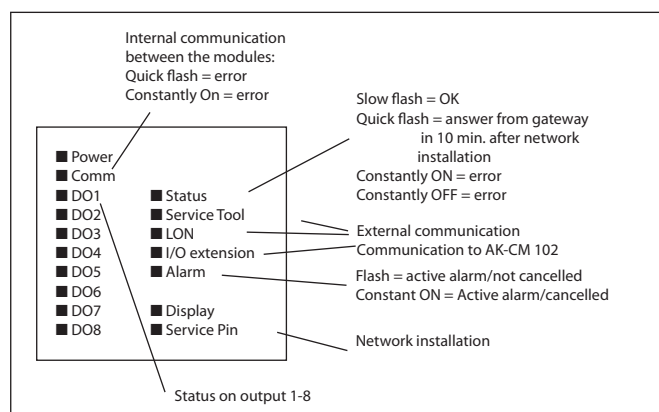 Internal communication
between the modules:
Quick flash = error
Constantly On = error
Slow flash = OK
Quick flash = answer from gateway
in 10 min. after network
installation
Constantly ON = error
Constantly OFF = error
External communication
Communication to AK-CM 102
Flash = active alarm/not cancelled
Constant ON = Active alarm/cancelled
Network installation
Power
Comm
DO1
DO2
DO3
DO4
DO5
DO6
DO7
DO8
Status
Service Tool
LON
I/O extension
Alarm
Display
Service Pin
Status on output 1-8